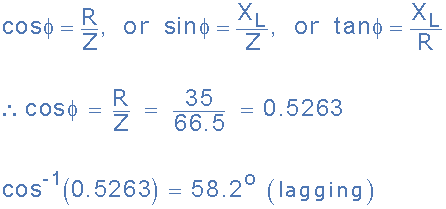 cosϕ = R/Z, or sinϕ = X_L/Z, or tanϕ = X_L/R
∴ cosϕ = R/Z = 35/66.5 = 0.5263
cos⁻¹(0.5263) = 58.2° (lagging)